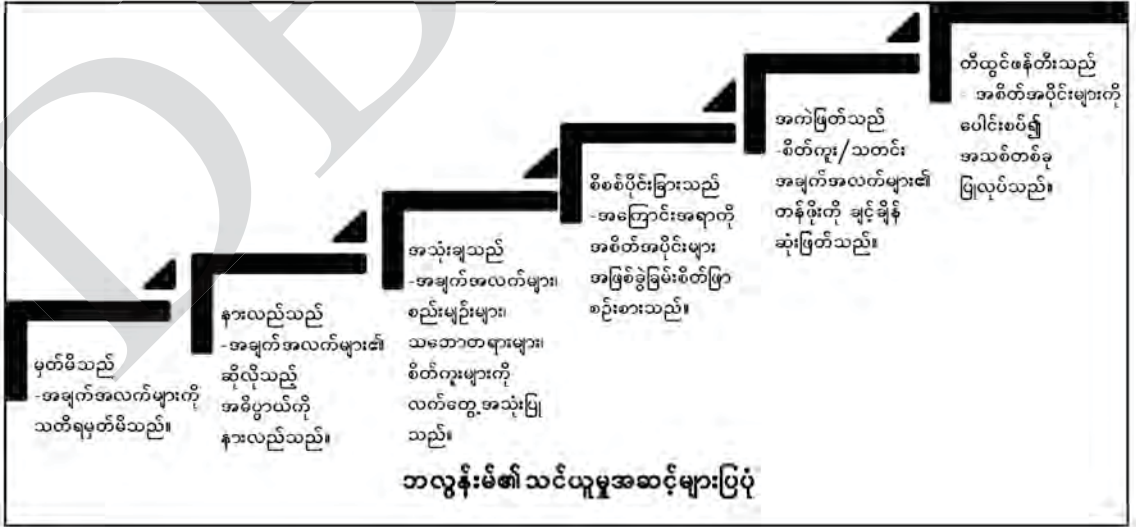 မှတ်မိသည်
-အချက်အလက်များကို
သတိရမှတ်မိသည်။
နားလည်သည်
-အချက်အလက်များ၏
ဆိုလိုသည့်
အဓိပ္ပာယ်ကို
နားလည်သည်။
အသုံးချသည်
-အချက်အလက်များ၊
စည်းမျဉ်းများ၊
သဘောတရားများ၊
စိတ်ကူးများကို
လက်တွေ့အသုံးပြု
သည်။
စိစစ်ပိုင်းခြားသည်
-အကြောင်းအရာကို
အစိတ်အပိုင်းများ
အဖြစ်ခွဲခြမ်းစိတ်ဖြာ
စဉ်းစားသည်။
အကဲဖြတ်သည်
-စိတ်ကူး/သတင်း
အချက်အလက်များ၏
တန်ဖိုးကို ချင့်ချိန်
ဆုံးဖြတ်သည်။
တီထွင်ဖန်တီးသည်
အစိတ်အပိုင်းများကို
ပေါင်းစပ်၍
အသစ်တစ်ခု
ပြုလုပ်သည်။
ဘလွန်းမ်၏ သင်ယူမှုအဆင့်များပြပုံ